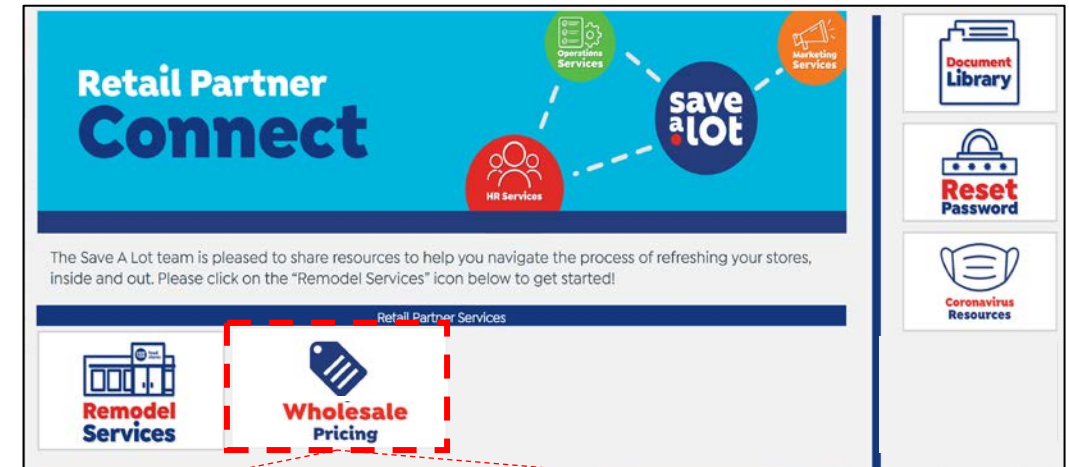 Retail Partner
Connect
Operations
Services
Marketing
Services
save
a lot
HR Services
The Save A Lot team is pleased to share resources to help you navigate the process of refreshing your stores,
inside and out. Please click on the “Remodel Services” icon below to get started!
Retail Partner Services
Remodel
Services
Wholesale
Pricing
Document
Library
Reset
Password
Coronavirus
Resources